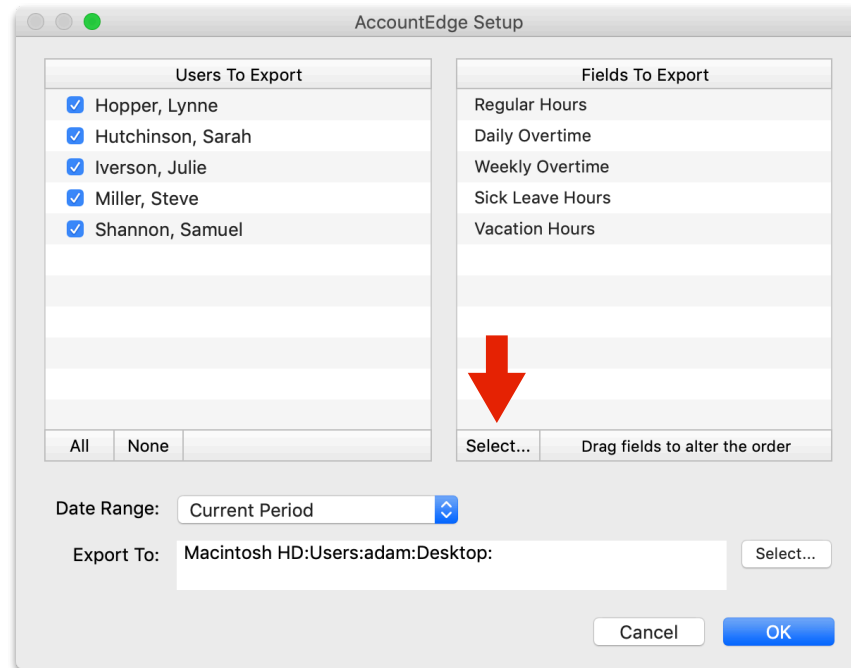 AccountEdge Setup
Users To Export
Hopper, Lynne
Hutchinson, Sarah
Iverson, Julie
Miller, Steve
Shannon, Samuel
All
None
Fields To Export
Regular Hours
Daily Overtime
Weekly Overtime
Sick Leave Hours
Vacation Hours
Select...
Drag fields to alter the order
Date Range:
Current Period
Export To:
Macintosh HD:Users:adam:Desktop:
Select...
Cancel
OK